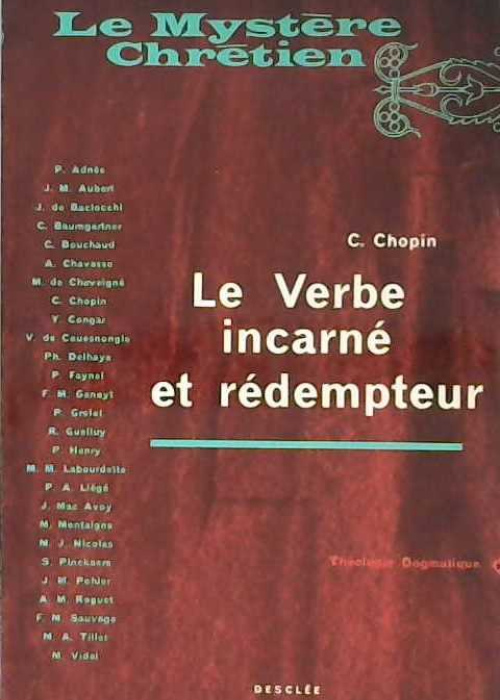 Le Mystère
Chrétien
P. Adnès
J. M. Aubert
J. de Baciocchi
C. Baumgartner
C. Bouchaud
A. Chavasse
M. de Cheveigné
C. Chopin
Y. Congar
V. de Couesnongle
Ph. Delhaye
P. Faynel
F. M. Genuyt
P. Grelot
R. Guelluy
P. Henry
M. M. Labourdette
P. A. Liégé
J. Mac Avoy
M. Montaigne
M. J. Nicolas
S. Pinckaers
J. M. Pohier
A. M. Roguet
F. M. Sauvage
M. A. Tillet
M. Vidal
C. Chopin
Le Verbe
incarné
et rédempteur
Théologie Dogmatique
DESCLÉE